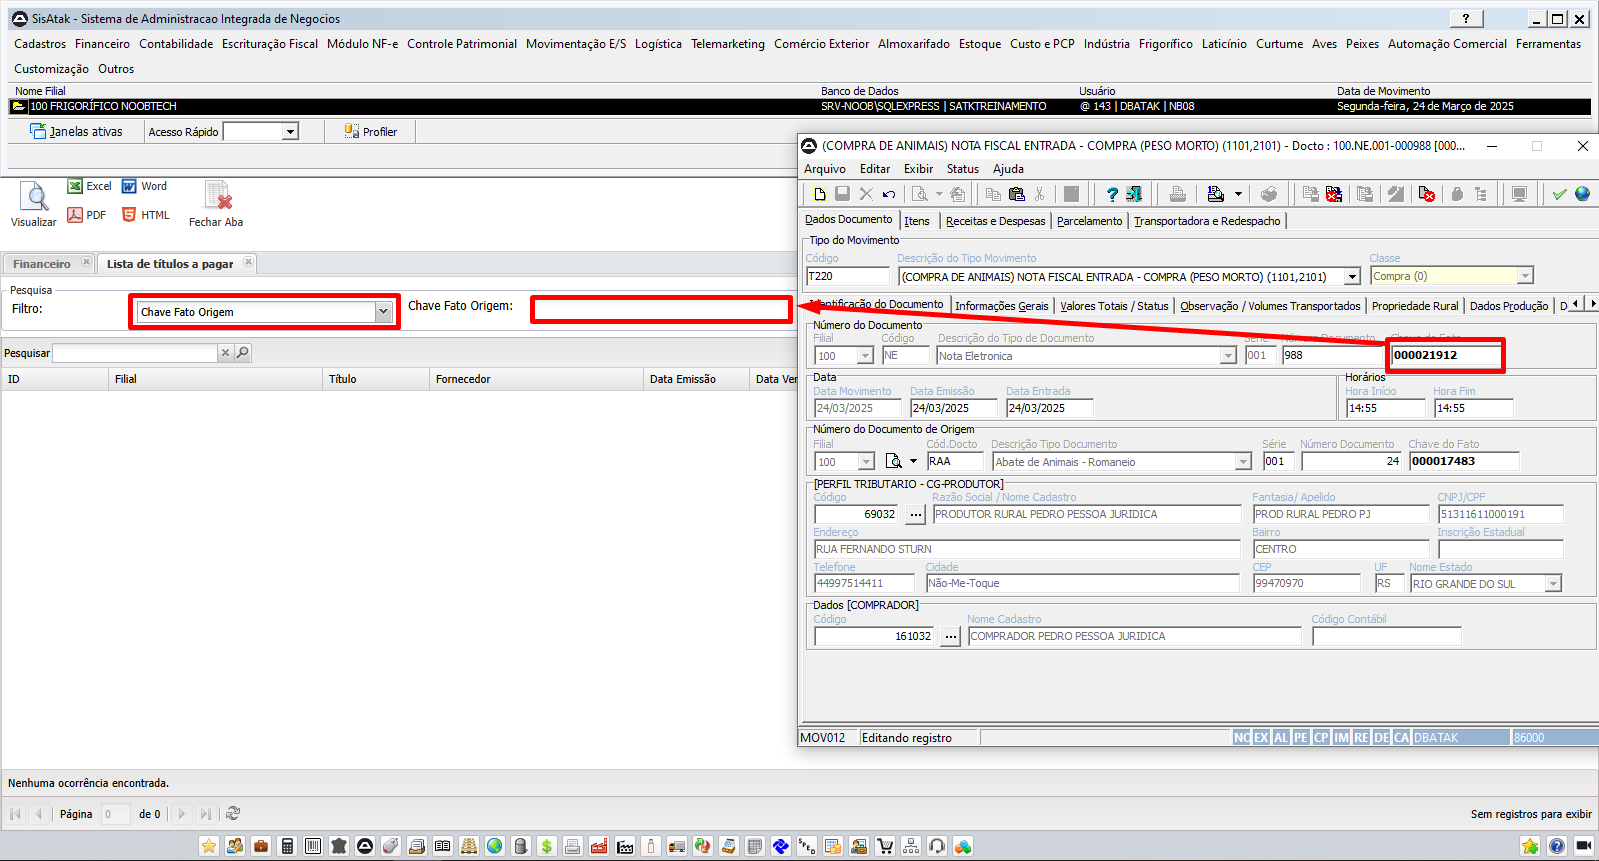 SisAtak - Sistema de Administracao Integrada de Negocios
Cadastros Financeiro Contabilidade Escrituração Fiscal Módulo NF-e Controle Patrimonial Movimentação E/S Logística Telemarketing Comércio Exterior Almoxarifado Estoque Custo e PCP Indústria Frigorífico Laticínio Curtume Aves Peixes Automação Comercial Ferramentas
Customização Outros
Nome Filial Banco de Dados Usuário Data de Movimento
100 FRIGORÍFICO NOOBTECH SRV-NOOB\SQLEXPRESS | SATKTREINAMENTO @ 143 | DBATAK | NB08 Segunda-feira, 24 de Março de 2025
Janelas ativas Acesso Rápido Profiler
Visualizar
Excel Word
PDF HTML
Fechar Aba
Financeiro Lista de títulos a pagar
Pesquisa
Filtro: Chave Fato Origem Chave Fato Origem:
Pesquisar
ID Filial Título Fornecedor Data Emissão Data Ver
Nenhuma ocorrência encontrada.
Página 0 de 0 Sem registros para exibir
(COMPRA DE ANIMAIS) NOTA FISCAL ENTRADA - COMPRA (PESO MORTO) (1101,2101) - Docto : 100.NE.001-000988 [000...
Arquivo Editar Exibir Status Ajuda
Dados Documento Itens Receitas e Despesas Parcelamento Transportadora e Redespacho
Tipo do Movimento
Código Descrição do Tipo Movimento Classe
T220 (COMPRA DE ANIMAIS) NOTA FISCAL ENTRADA - COMPRA (PESO MORTO) (1101,2101) Compra (0)
Identificação do Documento Informações Gerais Valores Totais / Status Observação / Volumes Transportados Propriedade Rural Dados Produção D
Número do Documento
Filial Código Descrição do Tipo de Documento Série Número Documento Chave do Fato
100 NE Nota Eletronica 001 988 000021912
Data Horários
Data Movimento Data Emissão Data Entrada Hora Início Hora Fim
24/03/2025 24/03/2025 24/03/2025 14:55 14:55
Número do Documento de Origem
Filial Cód.Docto Descrição Tipo Documento Série Número Documento Chave do Fato
100 RAA Abate de Animais - Romaneio 001 24 000017483
[PERFIL TRIBUTARIO - CG-PRODUTOR]
Código Razão Social / Nome Cadastro Fantasia/ Apelido CNPJ/CPF
69032 PRODUTOR RURAL PEDRO PESSOA JURIDICA PROD RURAL PEDRO PJ 51311611000191
Endereço Bairro Inscrição Estadual
RUA FERNANDO STURN CENTRO
Telefone Cidade CEP UF Nome Estado
44997514411 Não-Me-Toque 99470970 RS RIO GRANDE DO SUL
Dados [COMPRADOR]
Código Nome Cadastro Código Contábil
161032 COMPRADOR PEDRO PESSOA JURIDICA
MOV012 Editando registro NO EX AL PE CP IM RE DE CA DBATAK 86000